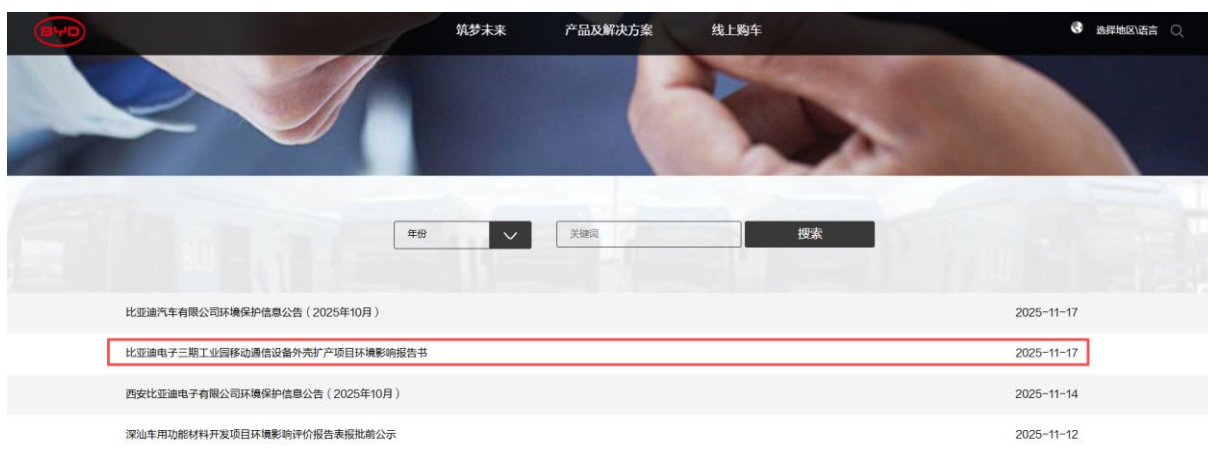 BYD 筑梦未来 产品及解决方案 线上购车 选择地区\语言
年份 关键词 搜索
比亚迪汽车有限公司环境保护信息公告（2025年10月） 2025-11-17
比亚迪电子三期工业园移动通信设备外壳扩产项目环境影响报告书 2025-11-17
西安比亚迪电子有限公司环境保护信息公告（2025年10月） 2025-11-14
深汕车用功能材料开发项目环境影响评价报告表报批前公示 2025-11-12